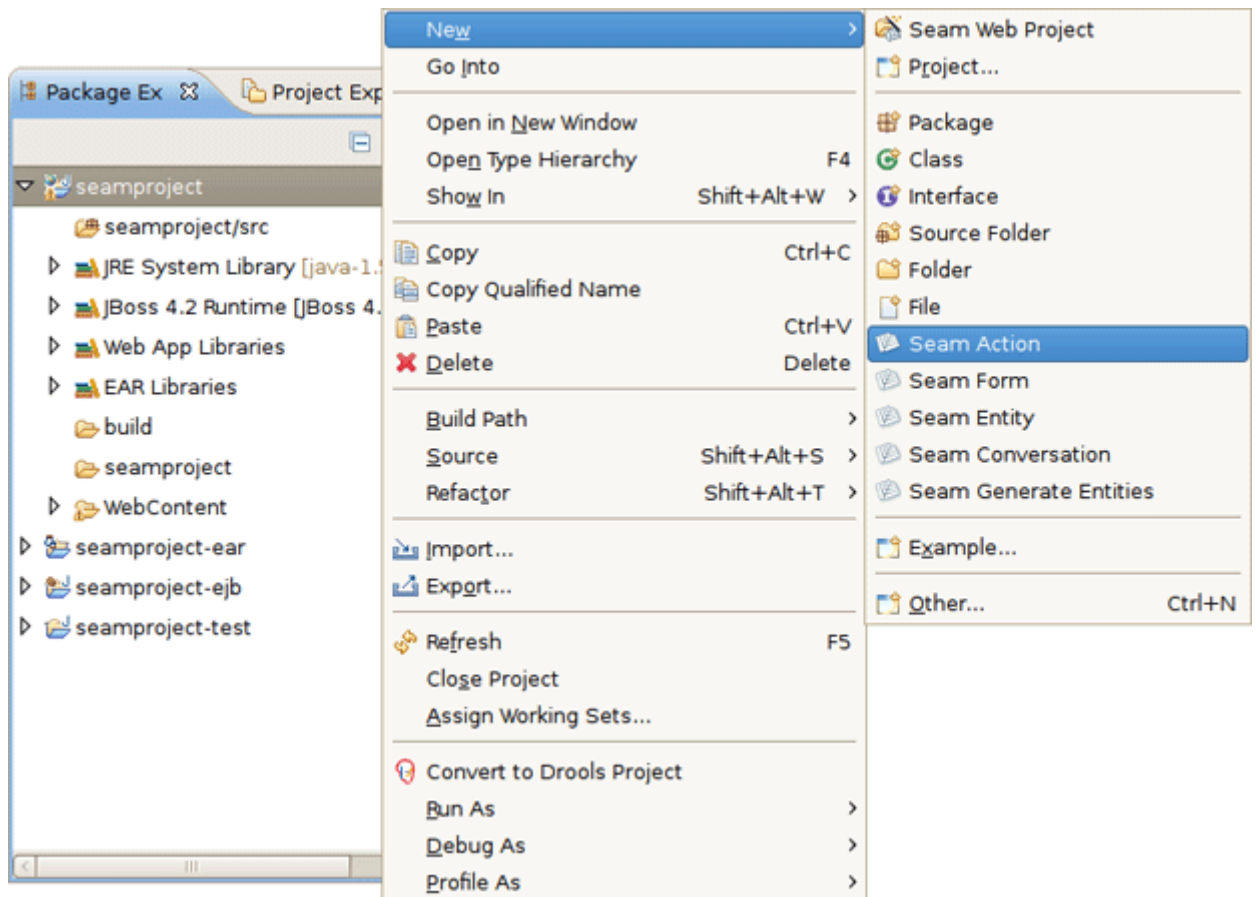 Package Ex
Project Exp
seamproject
seamproject/src
JRE System Library [java-1.5
JBoss 4.2 Runtime [JBoss 4.
Web App Libraries
EAR Libraries
build
seamproject
WebContent
seamproject-ear
seamproject-ejb
seamproject-test
New
Go Into
Open in New Window
Open Type Hierarchy F4
Show In Shift+Alt+W
Copy Ctrl+C
Copy Qualified Name
Paste Ctrl+V
Delete Delete
Build Path
Source Shift+Alt+S
Refactor Shift+Alt+T
Import...
Export...
Refresh F5
Close Project
Assign Working Sets...
Convert to Drools Project
Run As
Debug As
Profile As
Seam Web Project
Project...
Package
Class
Interface
Source Folder
Folder
File
Seam Action
Seam Form
Seam Entity
Seam Conversation
Seam Generate Entities
Example...
Other... Ctrl+N